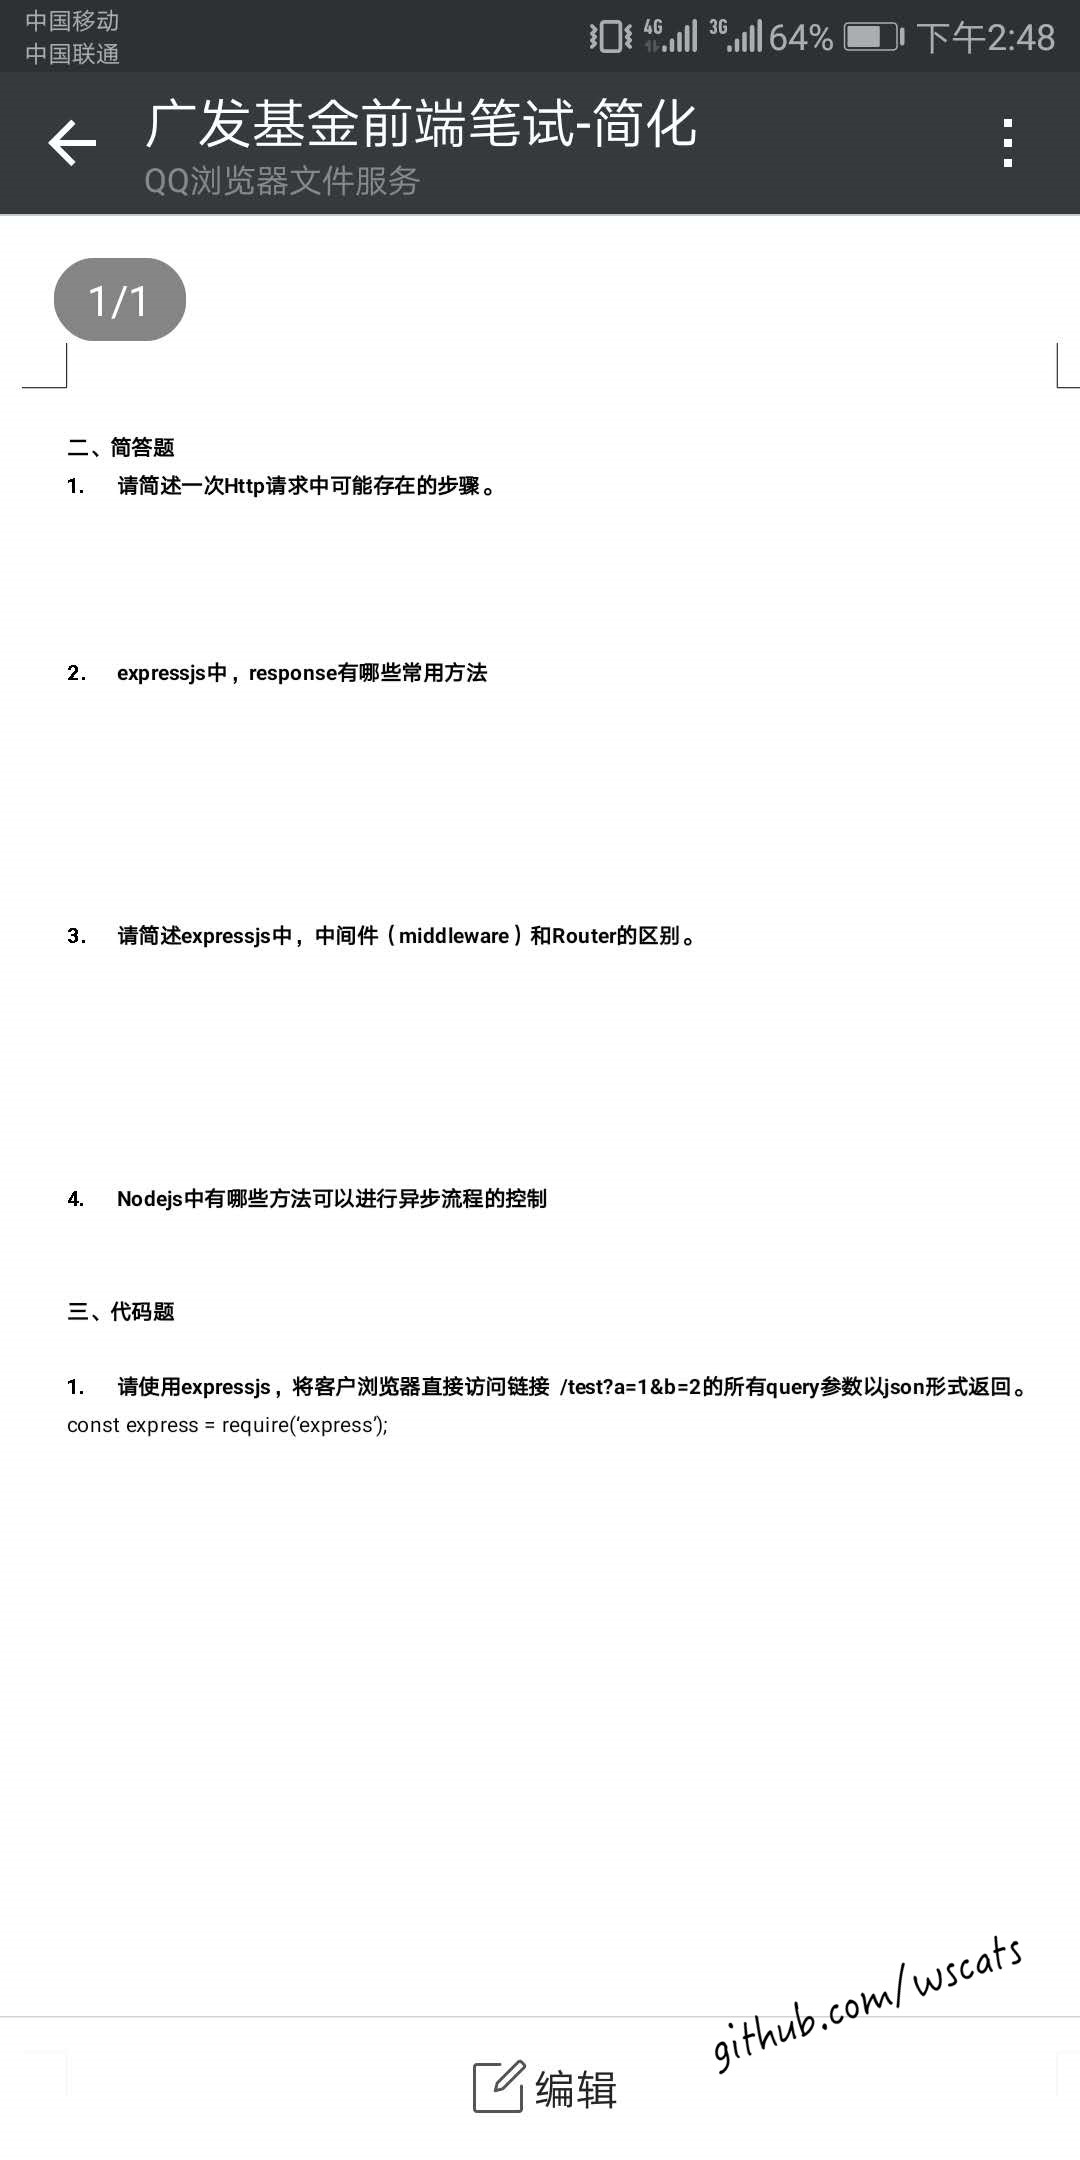 中国移动
中国联通
4G 3G 64% 下午2:48
广发基金前端笔试-简化
QQ浏览器文件服务
1/1
二、简答题
1. 请简述一次Http请求中可能存在的步骤。
2. expressjs中，response有哪些常用方法
3. 请简述expressjs中，中间件（middleware）和Router的区别。
4. Nodejs中有哪些方法可以进行异步流程的控制
三、代码题
1. 请使用expressjs，将客户浏览器直接访问链接 /test?a=1&b=2的所有query参数以json形式返回。
const express = require(‘express’);
github.com/wscats
编辑